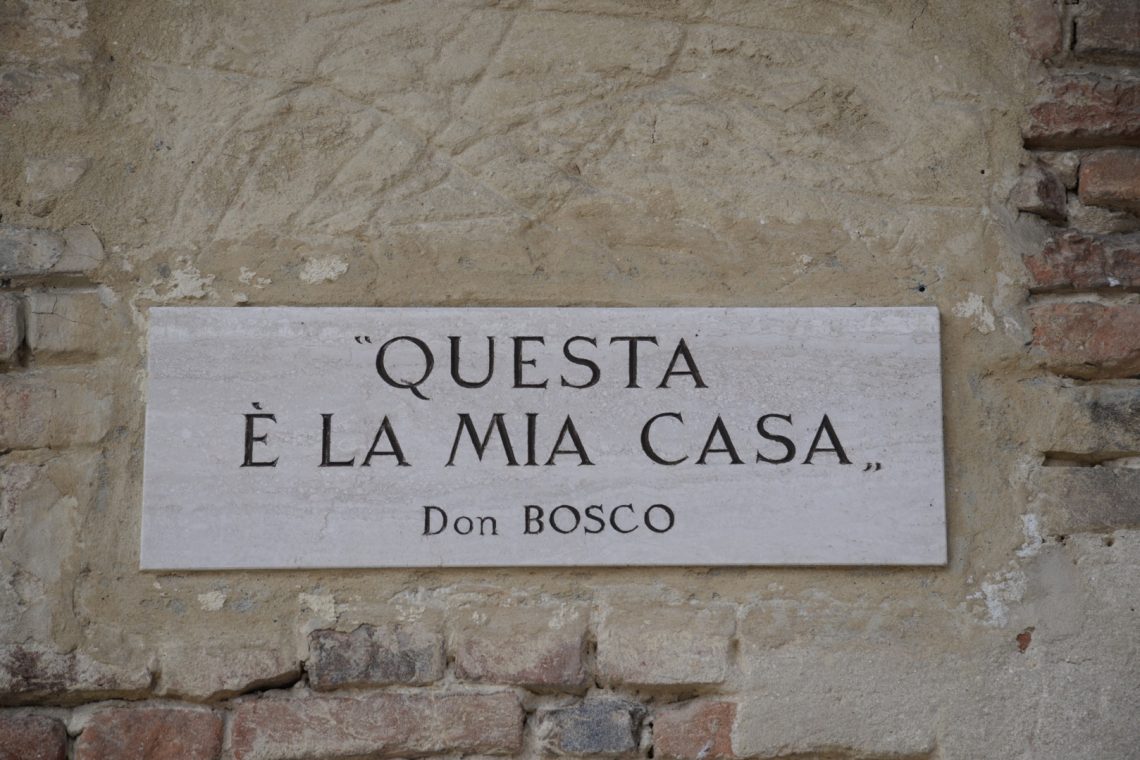 “QUESTA
È LA MIA CASA„
Don BOSCO